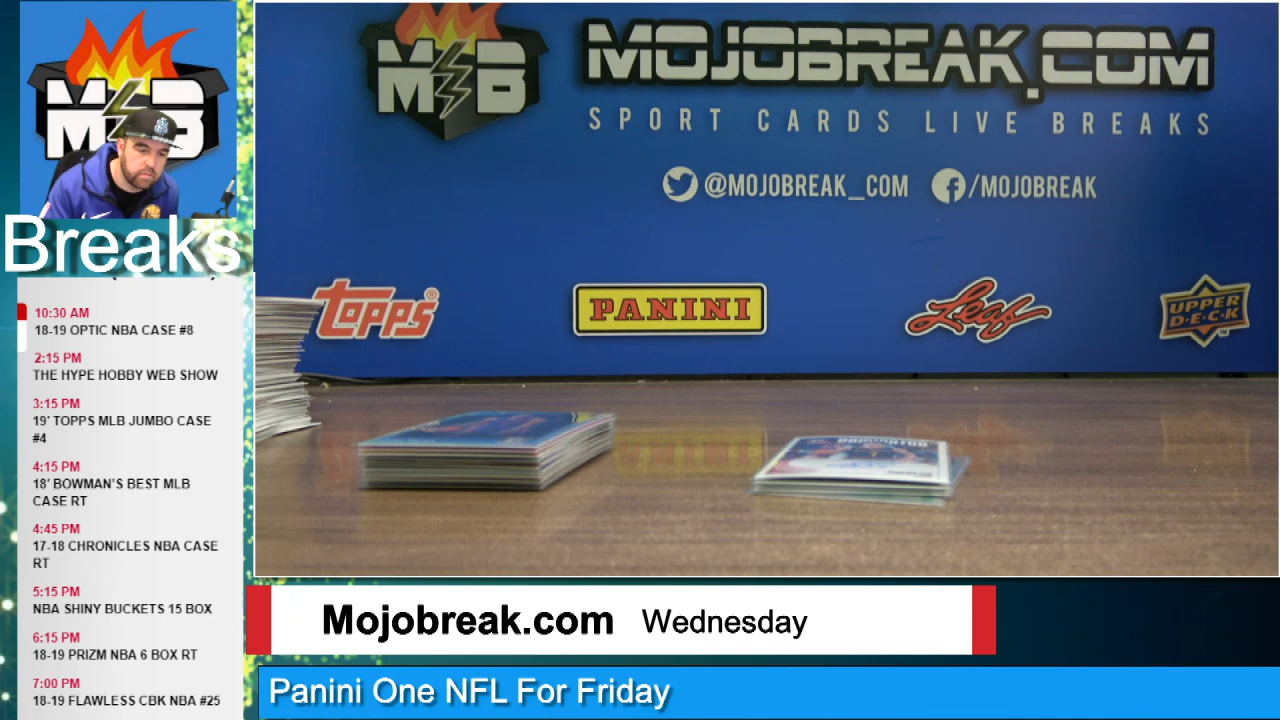 M B
Breaks
10:30 AM
18-19 OPTIC NBA CASE #8
2:15 PM
THE HYPE HOBBY WEB SHOW
3:15 PM
19' TOPPS MLB JUMBO CASE
#4
4:15 PM
18' BOWMAN'S BEST MLB
CASE RT
4:45 PM
17-18 CHRONICLES NBA CASE
RT
5:15 PM
NBA SHINY BUCKETS 15 BOX
6:15 PM
18-19 PRIZM NBA 6 BOX RT
7:00 PM
18-19 FLAWLESS CBK NBA #25
M B
MOJOBREAK.COM
SPORT CARDS LIVE BREAKS
@MOJOBREAK_COM f/MOJOBREAK
TOPPS® PANINI Leaf UPPER DECK™
Mojobreak.com Wednesday
Panini One NFL For Friday